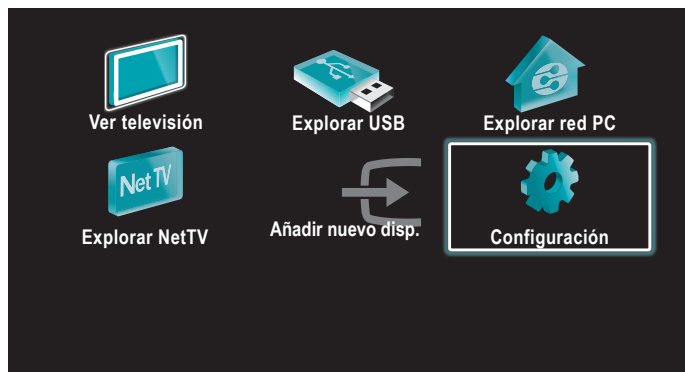 Ver televisión
Explorar USB
Explorar red PC
Net TV
Explorar NetTV
Añadir nuevo disp.
Configuración